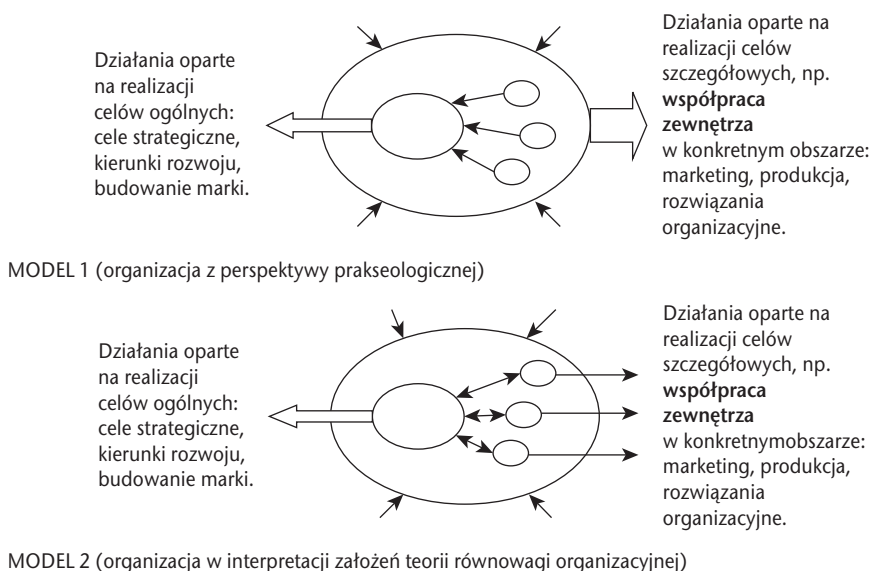 Działania oparte
na realizacji
celów ogólnych:
cele strategiczne,
kierunki rozwoju,
budowanie marki.
Działania oparte na
realizacji celów
szczegółowych, np.
współpraca
zewnętrza
w konkretnym obszarze:
marketing, produkcja,
rozwiązania
organizacyjne.
MODEL 1 (organizacja z perspektywy prakseologicznej)
Działania oparte
na realizacji
celów ogólnych:
cele strategiczne,
kierunki rozwoju,
budowanie marki.
Działania oparte na
realizacji celów
szczegółowych, np.
współpraca
zewnętrza
w konkretnymobszarze:
marketing, produkcja,
rozwiązania
organizacyjne.
MODEL 2 (organizacja w interpretacji założeń teorii równowagi organizacyjnej)